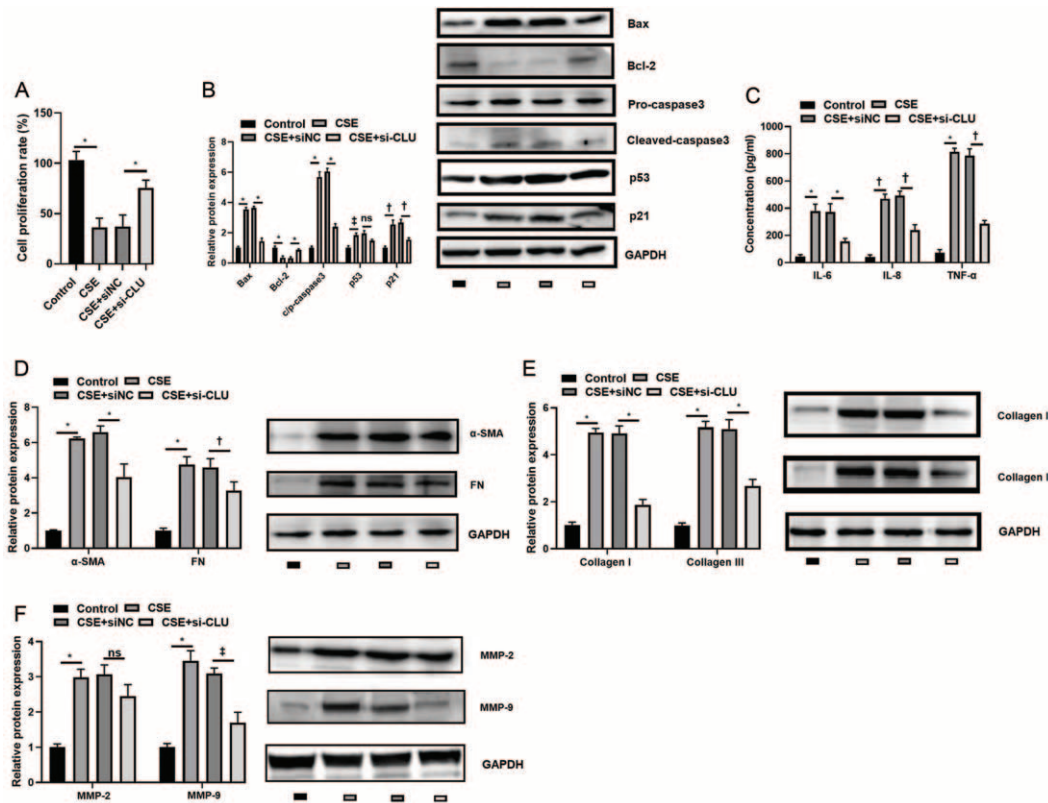 A
Cell proliferation rate (%)
150
100
50
0
*
*
Control
CSE
CSE+siNC
CSE+si-CLU
B
Control
CSE
CSE+siNC
CSE+si-CLU
Relative protein expression
8
6
4
2
0
* *
* *
* *
‡ ns
† †
Bax
Bcl-2
c/p-caspase3
p53
p21
Bax
Bcl-2
Pro-caspase3
Cleaved-caspase3
p53
p21
GAPDH
C
Control
CSE
CSE+siNC
CSE+si-CLU
Concentration (pg/ml)
1000
800
600
400
200
0
* *
† †
* †
IL-6
IL-8
TNF-α
D
Control
CSE
CSE+siNC
CSE+si-CLU
Relative protein expression
8
6
4
2
0
* *
* †
α-SMA
FN
α-SMA
FN
GAPDH
E
Control
CSE
CSE+siNC
CSE+si-CLU
Relative protein expression
8
6
4
2
0
* *
* *
Collagen I
Collagen III
Collagen I
Collagen I
GAPDH
F
Control
CSE
CSE+siNC
CSE+si-CLU
Relative protein expression
4
3
2
1
0
* ns
* ‡
MMP-2
MMP-9
MMP-2
MMP-9
GAPDH